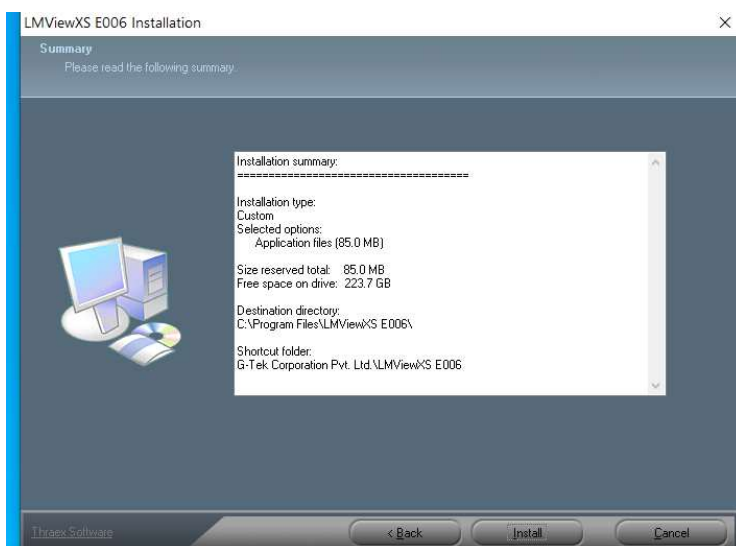 LMViewXS E006 Installation
Summary
Please read the following summary.
Installation summary:
=====================================
Installation type:
Custom
Selected options:
Application files (85.0 MB)
Size reserved total: 85.0 MB
Free space on drive: 223.7 GB
Destination directory:
C:\Program Files\LMViewXS E006\
Shortcut folder:
G-Tek Corporation Pvt. Ltd.\LMViewXS E006
Thraex Software
< Back
Install
Cancel